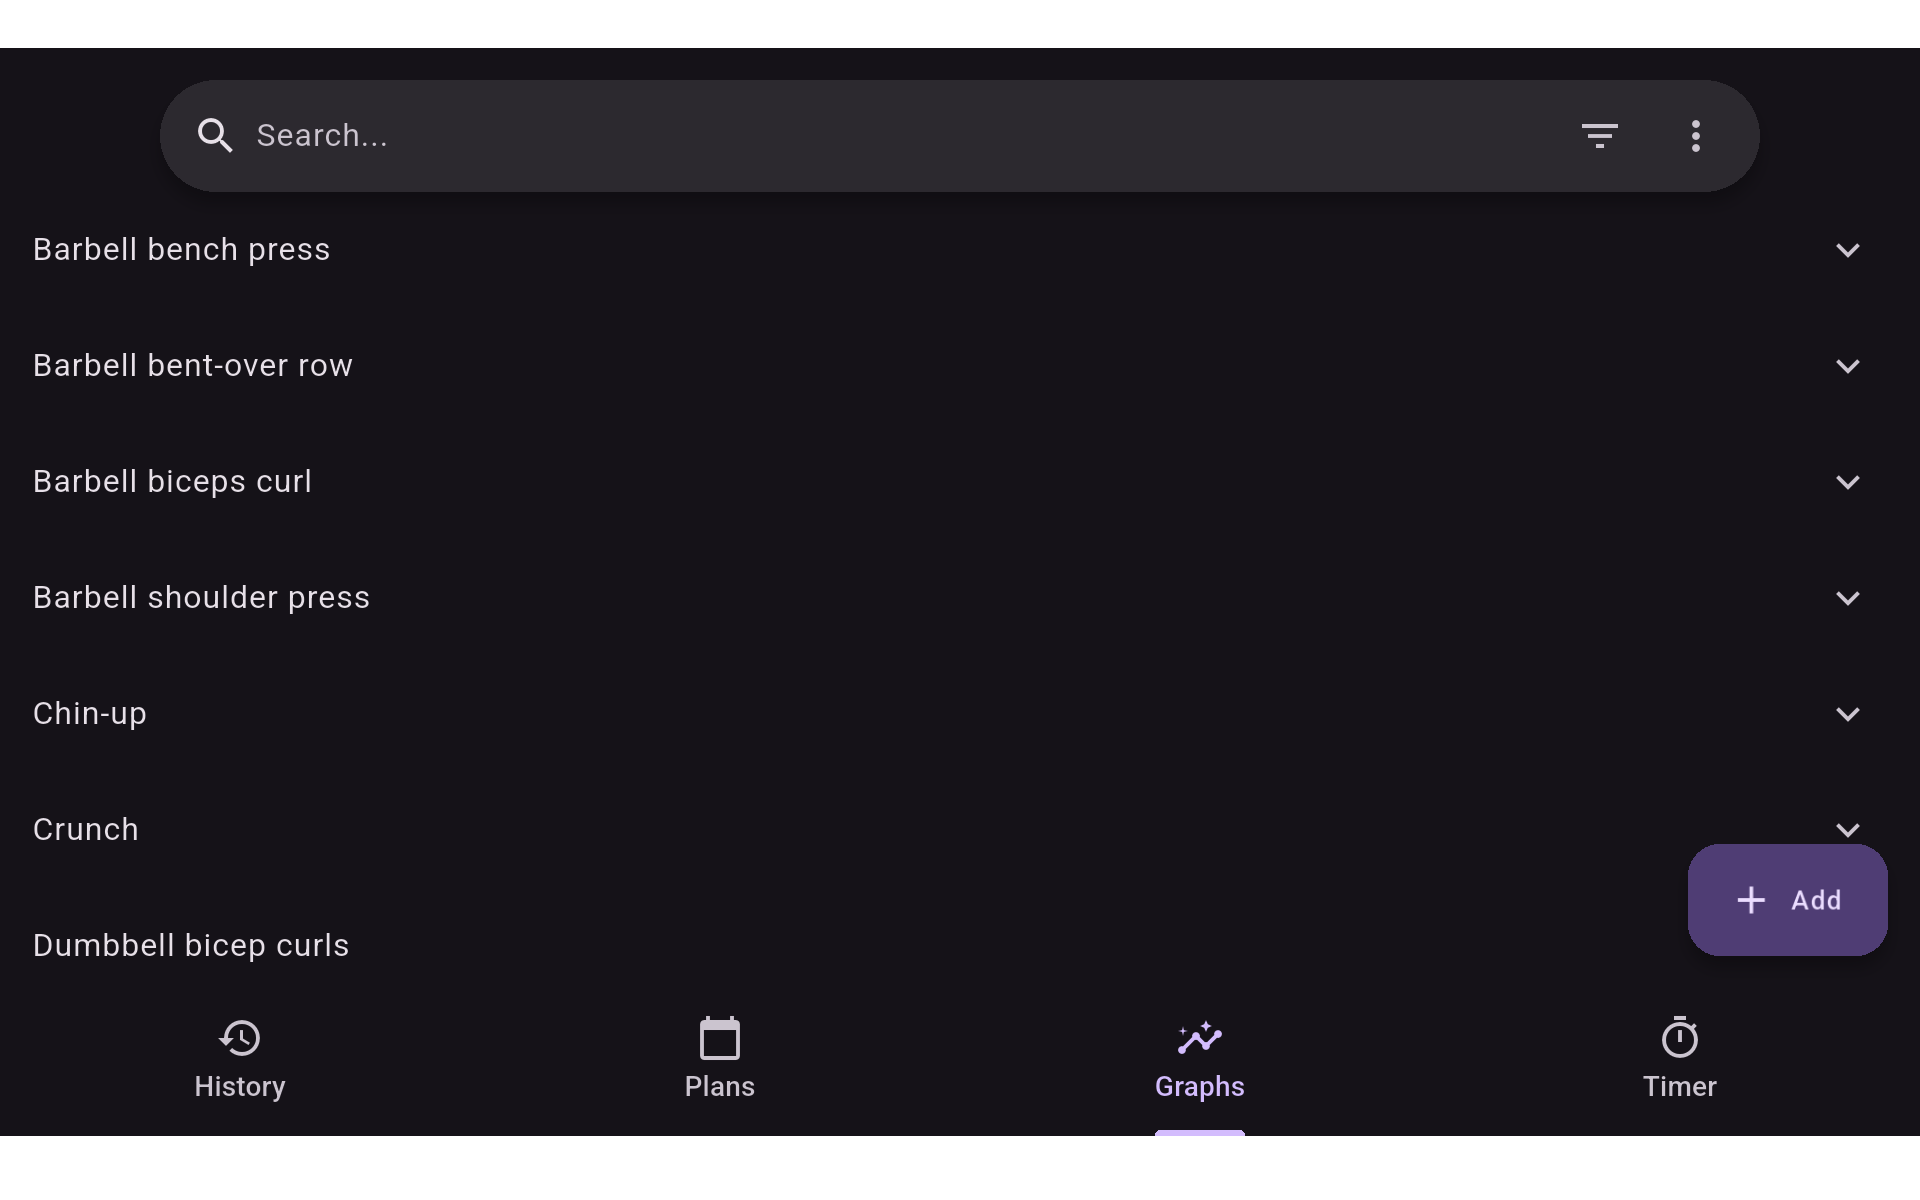 Search...
Barbell bench press
Barbell bent-over row
Barbell biceps curl
Barbell shoulder press
Chin-up
Crunch
Add
Dumbbell bicep curls
History
Plans
Graphs
Timer